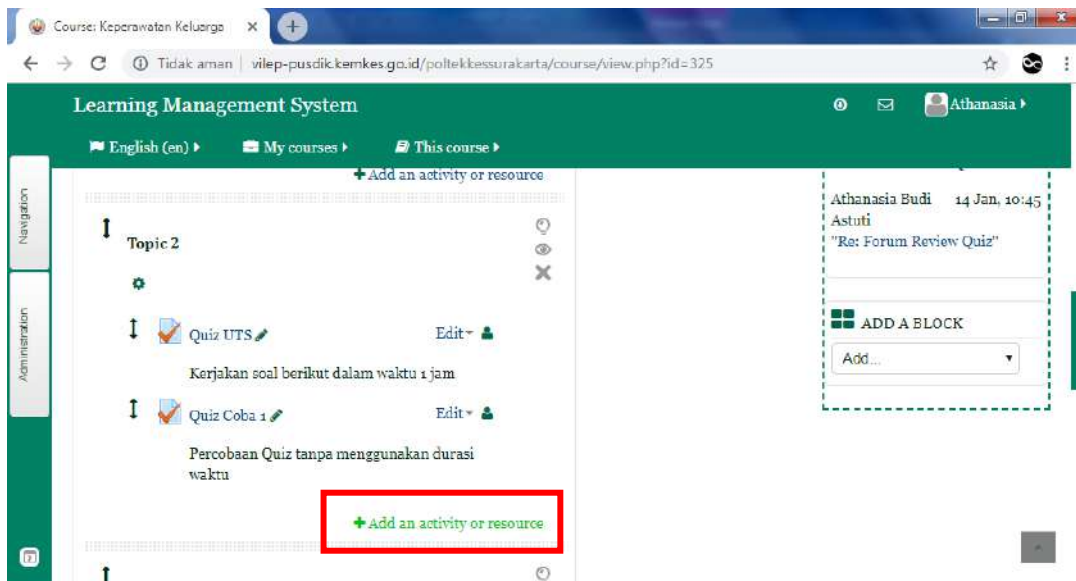 Course: Keperawatan Keluarga
Tidak aman | vilep-pusdik.kemkes.go.id/poltekkessurakarta/course/view.php?id=325
Learning Management System
Athanasia
English (en)
My courses
This course
Navigation
Administration
+Add an activity or resource
Topic 2
Quiz UTS
Edit
Kerjakan soal berikut dalam waktu 1 jam
Quiz Coba 1
Edit
Percobaan Quiz tanpa menggunakan durasi
waktu
+Add an activity or resource
Athanasia Budi 14 Jan, 10:45
Astuti
"Re: Forum Review Quiz"
ADD A BLOCK
Add...